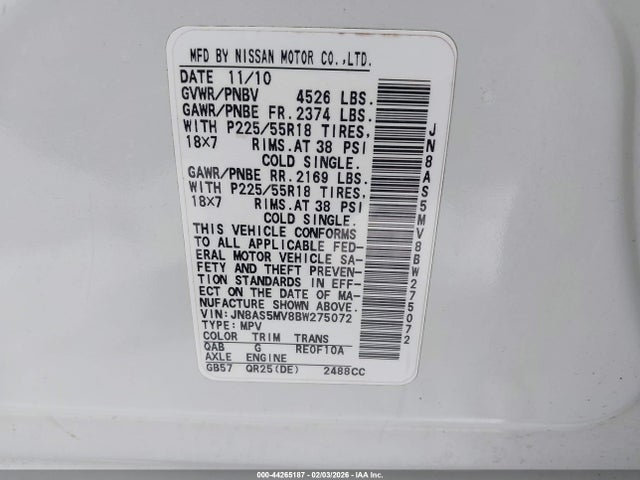 MFD BY NISSAN MOTOR CO.,LTD.
DATE 11/10
GVWR/PNBV 4526 LBS.
GAWR/PNBE FR. 2374 LBS.
WITH P225/55R18 TIRES,
18×7 RIMS.AT 38 PSI
COLD SINGLE.
GAWR/PNBE RR. 2169 LBS.
WITH P225/55R18 TIRES,
18×7 RIMS.AT 38 PSI
COLD SINGLE.
THIS VEHICLE CONFORMS
TO ALL APPLICABLE FED-
ERAL MOTOR VEHICLE SA-
FETY AND THEFT PREVEN-
TION STANDARDS IN EFF-
ECT ON THE DATE OF MA-
NUFACTURE SHOWN ABOVE.
VIN: JN8AS5MV8BW275072
TYPE: MPV
COLOR TRIM TRANS
QAB G RE0F10A
AXLE ENGINE
GB57 QR25(DE) 2488CC
JN8AS5MV8BW275072
000-44265187 - 02/03/2026 - IAA Inc.